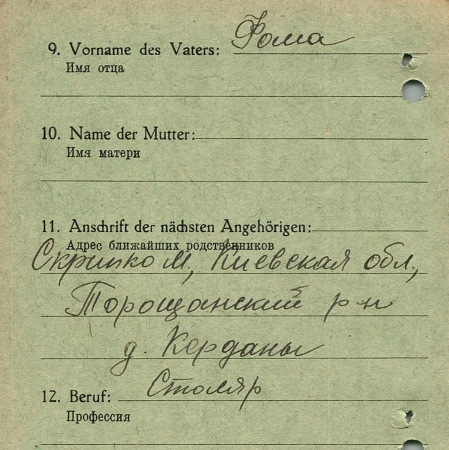 9. Vorname des Vaters: Фома
Имя отца
10. Name der Mutter:
Имя матери
11. Anschrift der nächsten Angehörigen:
Адрес ближайших родственников
Скрипко М, Киевская обл,
Торощанский р-н
д. Керданы
12. Beruf: Столяр
Профессия